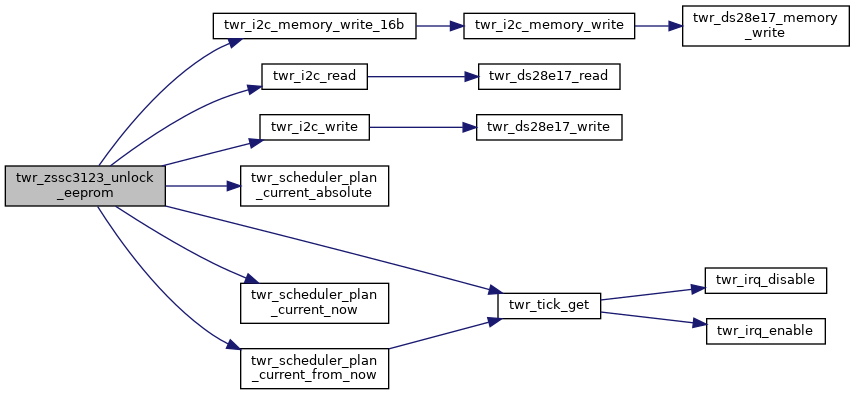 twr_zssc3123_unlock
_eeprom
twr_i2c_memory_write_16b
twr_i2c_memory_write
twr_ds28e17_memory
_write
twr_i2c_read
twr_ds28e17_read
twr_i2c_write
twr_ds28e17_write
twr_scheduler_plan
_current_absolute
twr_scheduler_plan
_current_now
twr_scheduler_plan
_current_from_now
twr_tick_get
twr_irq_disable
twr_irq_enable